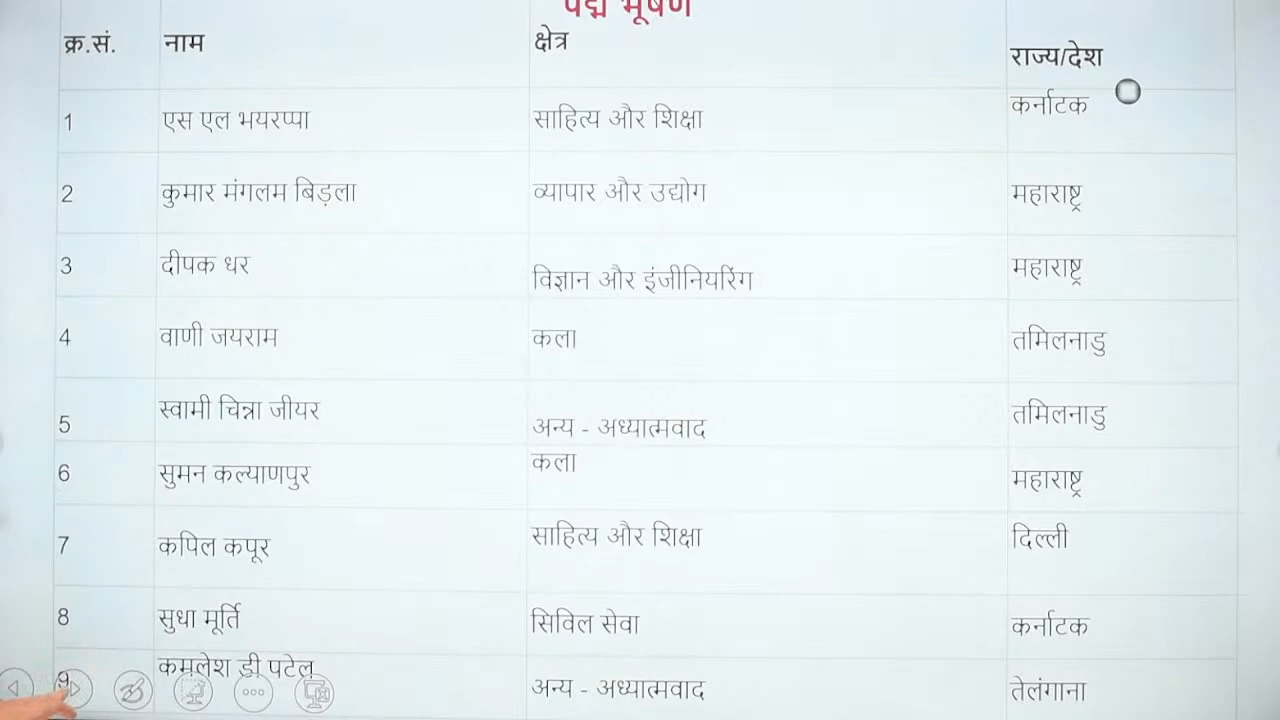 पद्म भूषण
क्र.सं. नाम क्षेत्र राज्य/देश
1 एस एल भयरप्पा साहित्य और शिक्षा कर्नाटक
2 कुमार मंगलम बिड़ला व्यापार और उद्योग महाराष्ट्र
3 दीपक धर विज्ञान और इंजीनियरिंग महाराष्ट्र
4 वाणी जयराम कला तमिलनाडु
5 स्वामी चिन्ना जीयर अन्य - अध्यात्मवाद तमिलनाडु
6 सुमन कल्याणपुर कला महाराष्ट्र
7 कपिल कपूर साहित्य और शिक्षा दिल्ली
8 सुधा मूर्ति सिविल सेवा कर्नाटक
9 कमलेश डी पटेल अन्य - अध्यात्मवाद तेलंगाना